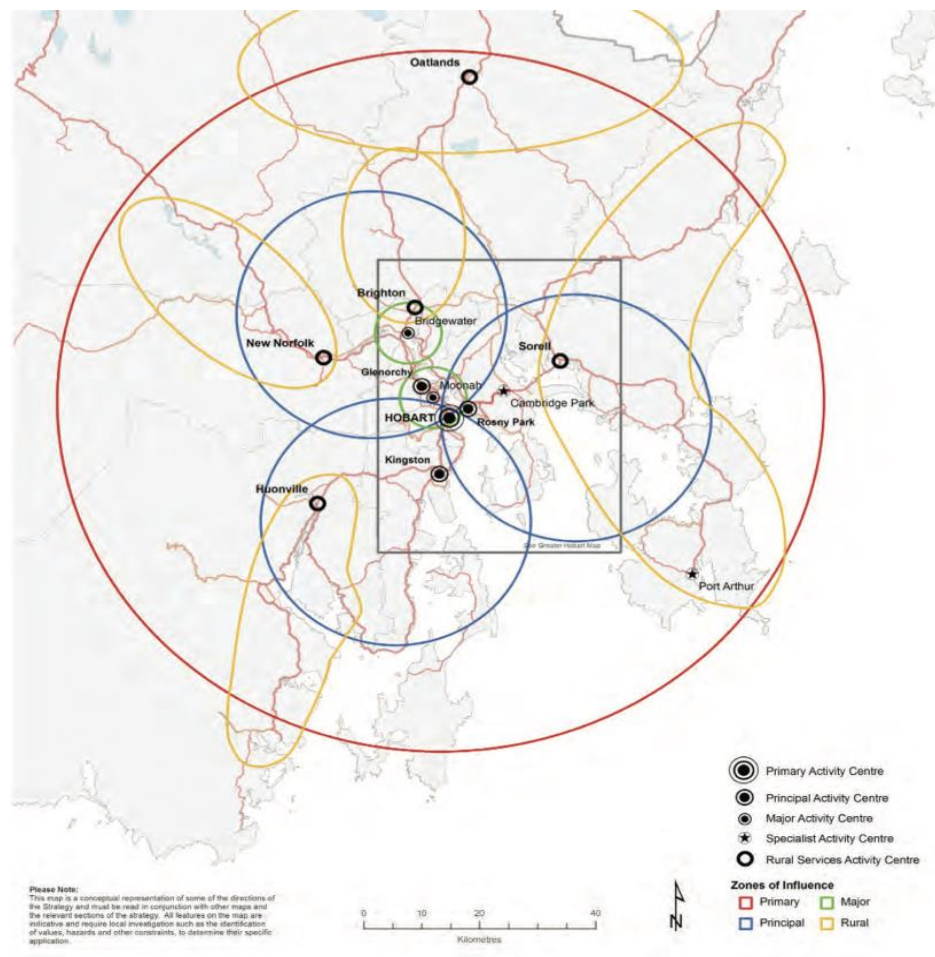 Oatlands
Brighton
Bridgewater
New Norfolk
Sorell
Glenorchy
Moonah
Cambridge Park
HOBART
Rosny Park
Kingston
Huonville
See Greater Hobart Map
Port Arthur
Primary Activity Centre
Principal Activity Centre
Major Activity Centre
Specialist Activity Centre
Rural Services Activity Centre
Zones of Influence
Primary
Major
Principal
Rural
Please Note:
This map is a conceptual representation of some of the directions of
the Strategy and must be read in conjunction with other maps and
the relevant sections of the strategy. All features on the map are
indicative and require local investigation such as the identification
of values, hazards and other constraints, to determine their specific
application.
0 10 20 40
Kilometres
N